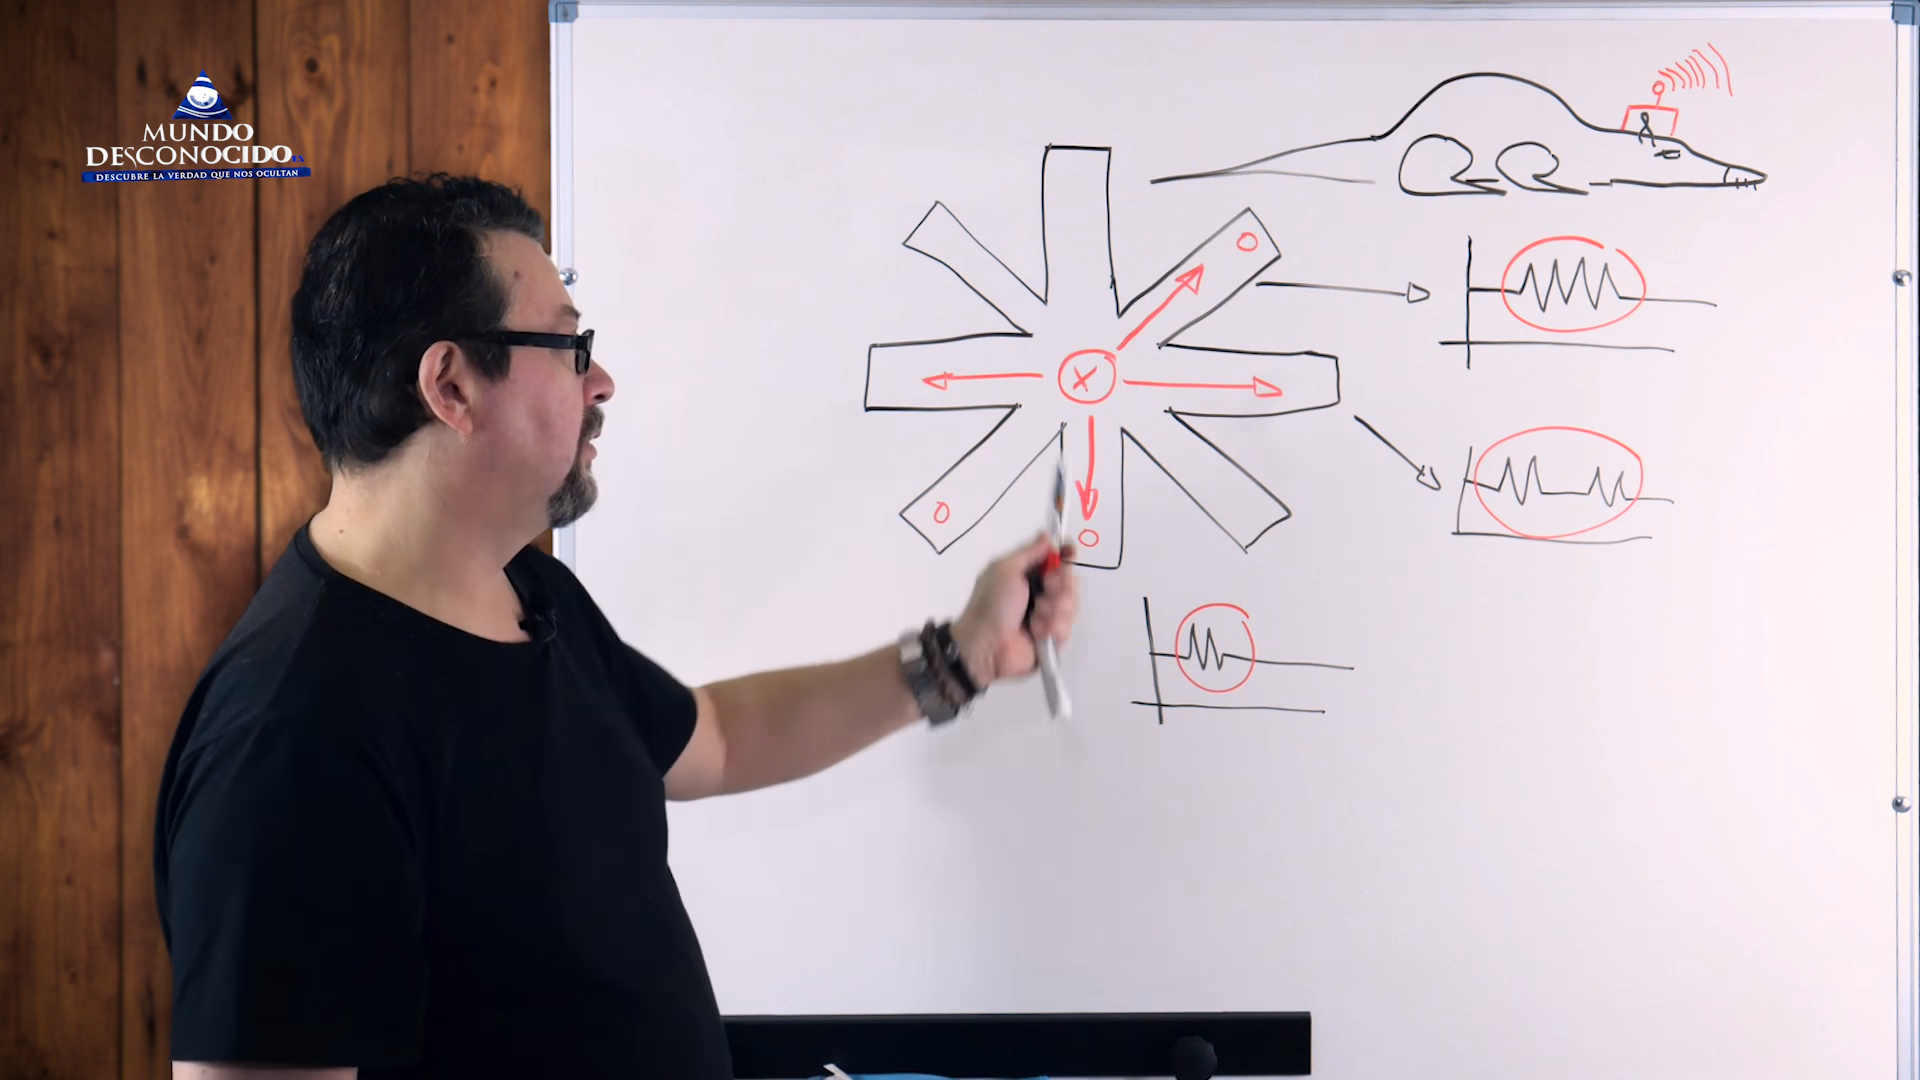 MUNDO
DESCONOCIDO
DESCUBRE LA VERDAD QUE NOS OCULTAN
X